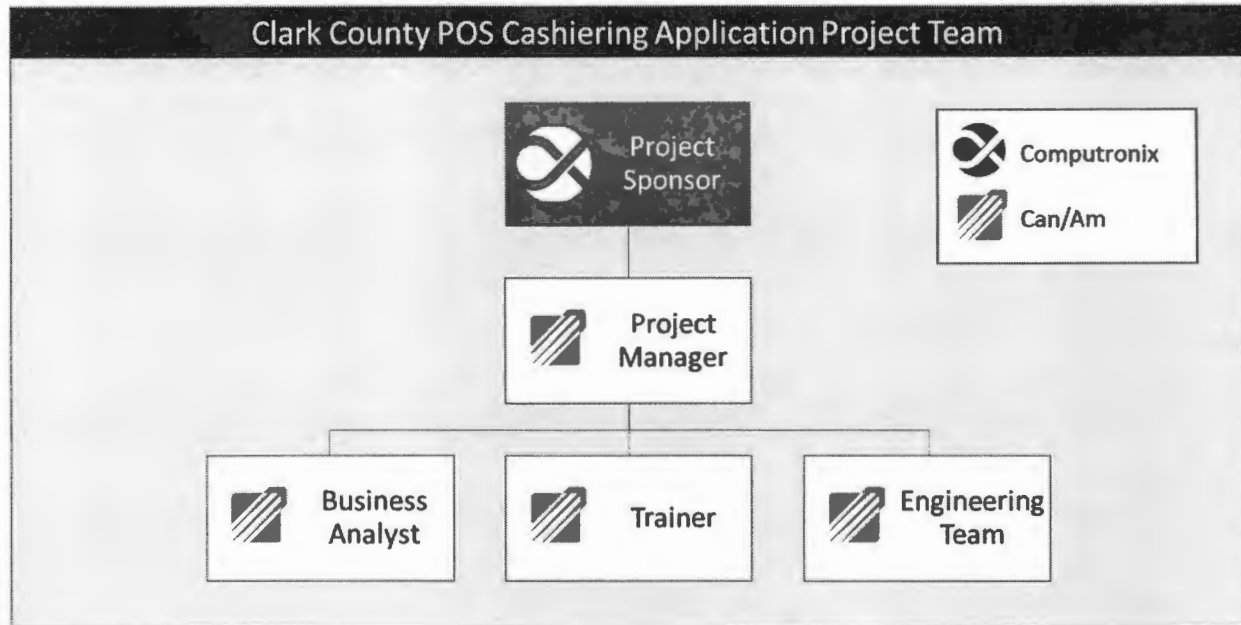 Clark County POS Cashiering Application Project Team
Project
Sponsor
Computronix
Can/Am
Project
Manager
Business
Analyst
Trainer
Engineering
Team